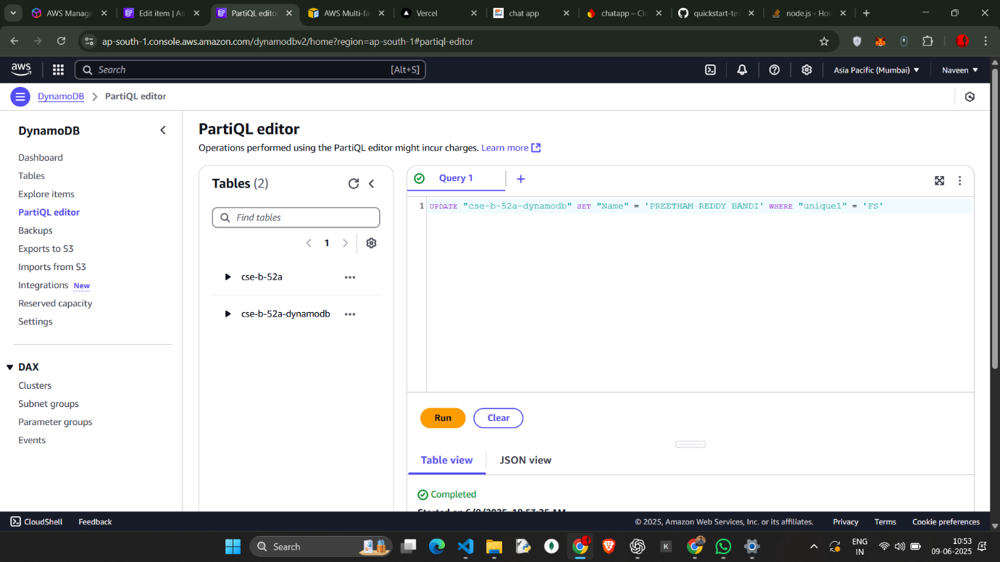 AWS Manage
Edit item | An
PartiQL editor
AWS Multi-fa
Vercel
chat app
chatapp – Clo
quickstart-te
node.js - How
ap-south-1.console.aws.amazon.com/dynamodbv2/home?region=ap-south-1#partiql-editor
aws
Search
[Alt+S]
Asia Pacific (Mumbai)
Naveen
DynamoDB
PartiQL editor
DynamoDB
Dashboard
Tables
Explore items
PartiQL editor
Backups
Exports to S3
Imports from S3
Integrations New
Reserved capacity
Settings
DAX
Clusters
Subnet groups
Parameter groups
Events
PartiQL editor
Operations performed using the PartiQL editor might incur charges. Learn more
Tables (2)
Find tables
1
cse-b-52a
cse-b-52a-dynamodb
Query 1
1 UPDATE "cse-b-52a-dynamodb" SET "Name" = 'PREETHAM REDDY BANDI' WHERE "unique1" = 'FS'
Run
Clear
Table view
JSON view
Completed
Started on 6/9/2025, 10:53:25 AM
CloudShell
Feedback
© 2025, Amazon Web Services, Inc. or its affiliates.
Privacy
Terms
Cookie preferences
Search
K
ENG
IN
10:53
09-06-2025